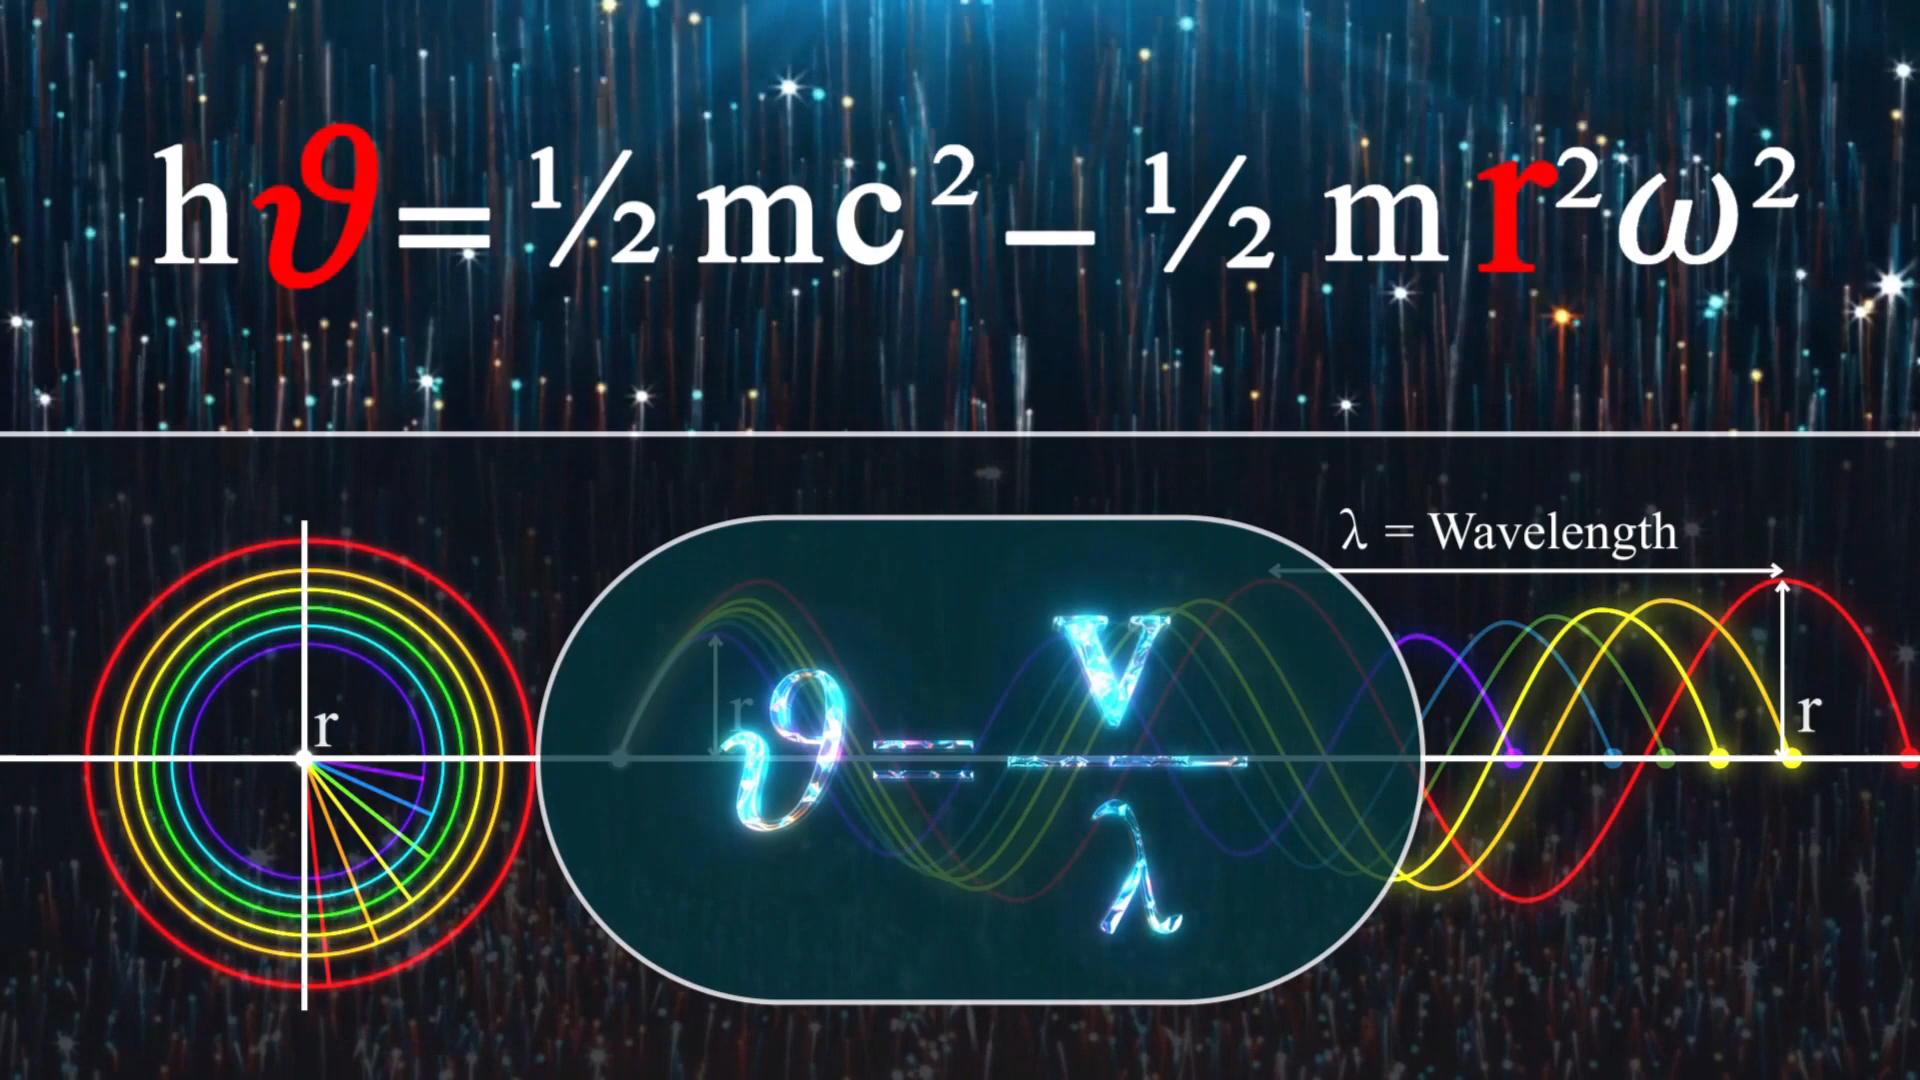 hϑ = ½ mc² – ½ mr²ω²
λ = Wavelength
r
r
r
ϑ = V / λ